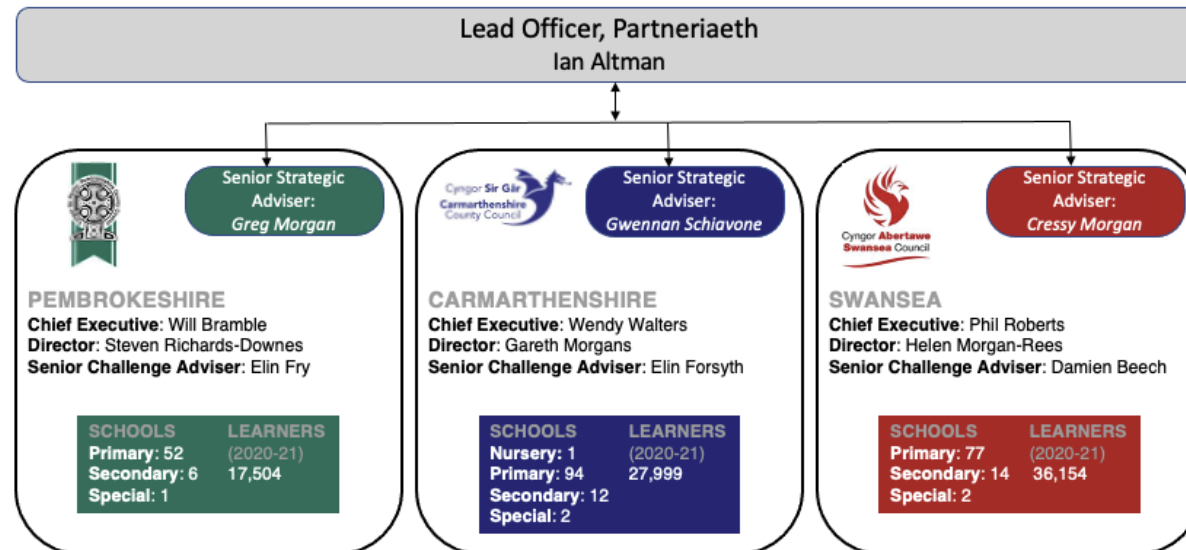 Lead Officer, Partneriaeth
Ian Altman
Senior Strategic
Adviser:
Greg Morgan
PEMBROKESHIRE
Chief Executive: Will Bramble
Director: Steven Richards-Downes
Senior Challenge Adviser: Elin Fry
SCHOOLS LEARNERS
Primary: 52 (2020-21)
Secondary: 6 17,504
Special: 1
Cyngor Sir Gâr
Carmarthenshire
County Council
Senior Strategic
Adviser:
Gwennan Schiavone
CARMARTHENSHIRE
Chief Executive: Wendy Walters
Director: Gareth Morgans
Senior Challenge Adviser: Elin Forsyth
SCHOOLS LEARNERS
Nursery: 1 (2020-21)
Primary: 94 27,999
Secondary: 12
Special: 2
Cyngor Abertawe
Swansea Council
Senior Strategic
Adviser:
Cressy Morgan
SWANSEA
Chief Executive: Phil Roberts
Director: Helen Morgan-Rees
Senior Challenge Adviser: Damien Beech
SCHOOLS LEARNERS
Primary: 77 (2020-21)
Secondary: 14 36,154
Special: 2